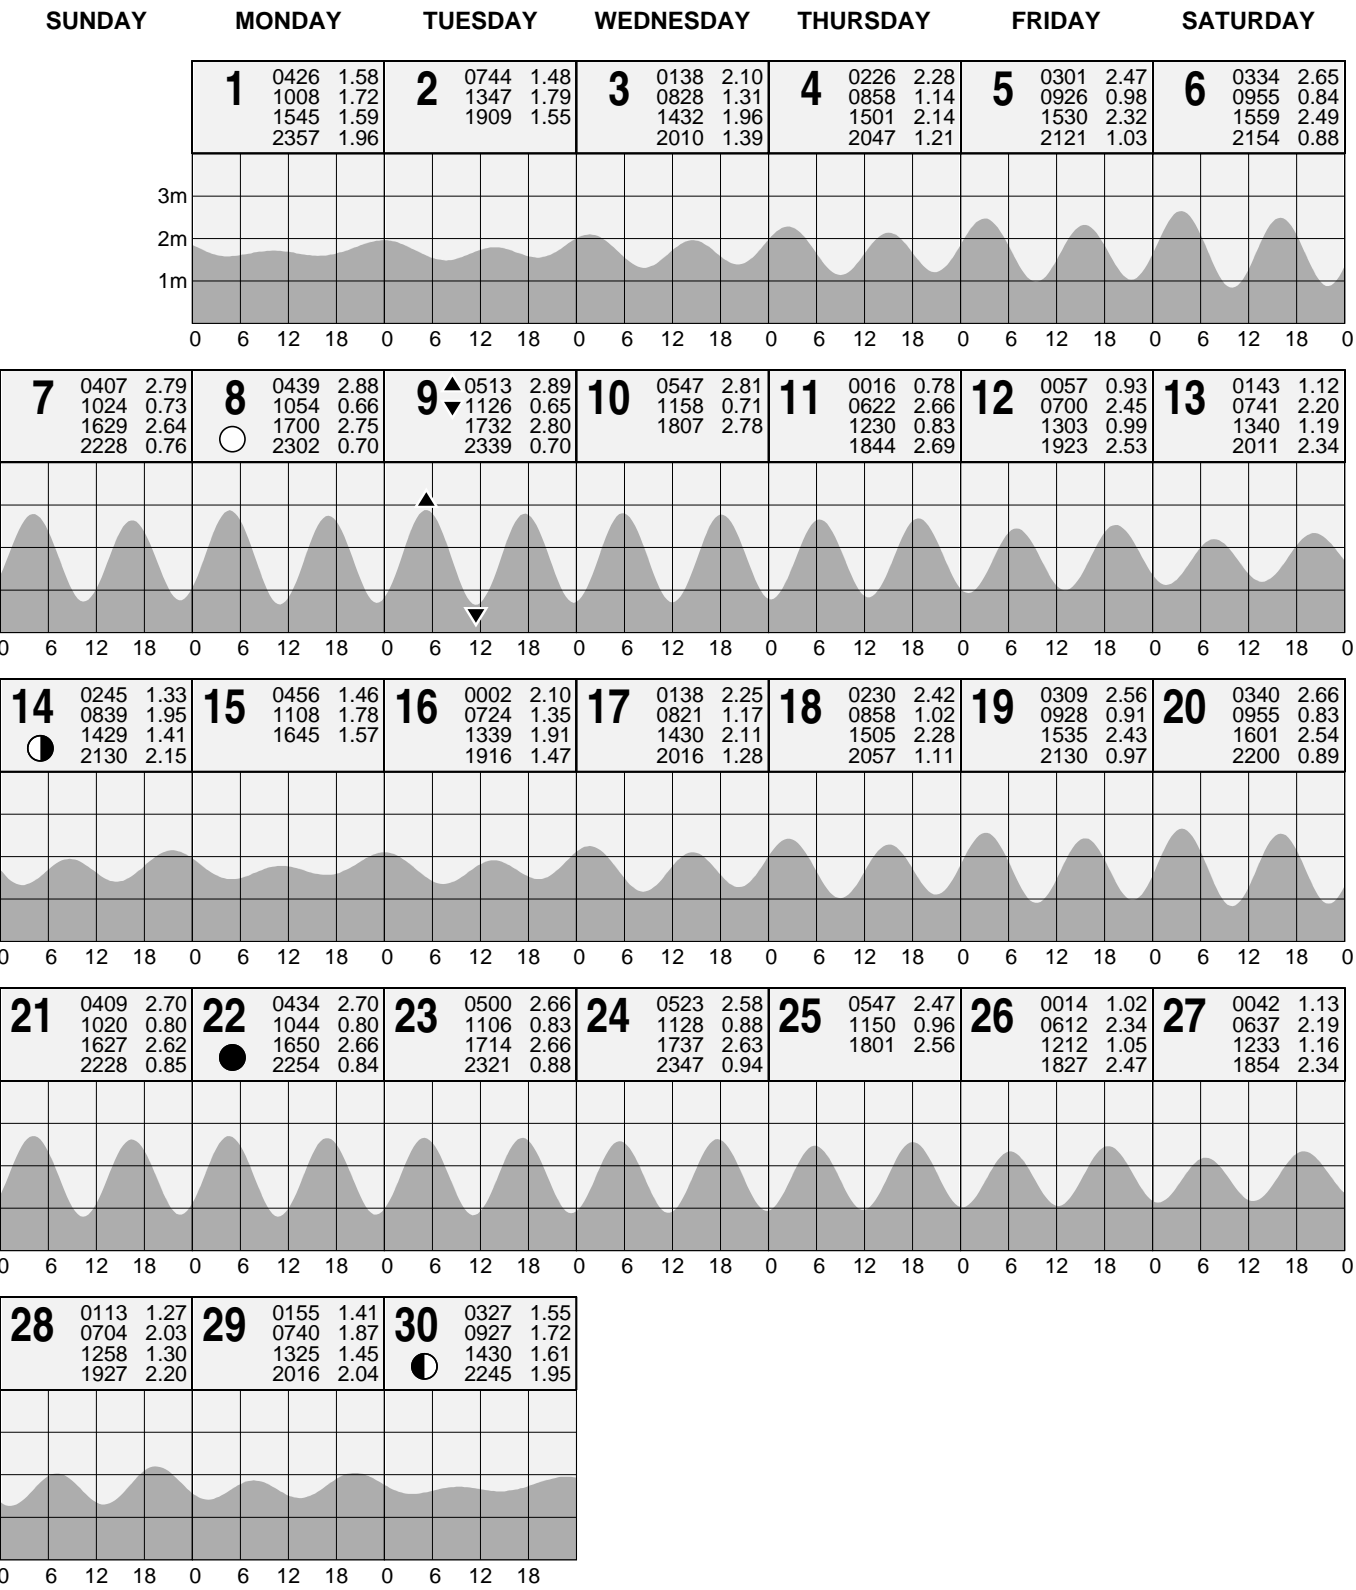 SUNDAY MONDAY TUESDAY WEDNESDAY THURSDAY FRIDAY SATURDAY
1 0426 1.58
1008 1.72
1545 1.59
2357 1.96
2 0744 1.48
1347 1.79
1909 1.55
3 0138 2.10
0828 1.31
1432 1.96
2010 1.39
4 0226 2.28
0858 1.14
1501 2.14
2047 1.21
5 0301 2.47
0926 0.98
1530 2.32
2121 1.03
6 0334 2.65
0955 0.84
1559 2.49
2154 0.88
3m
2m
1m
0 6 12 18 0 6 12 18 0 6 12 18 0 6 12 18 0 6 12 18 0 6 12 18 0
7 0407 2.79
1024 0.73
1629 2.64
2228 0.76
8 0439 2.88
1054 0.66
1700 2.75
2302 0.70
9 0513 2.89
1126 0.65
1732 2.80
2339 0.70
10 0547 2.81
1158 0.71
1807 2.78
11 0016 0.78
0622 2.66
1230 0.83
1844 2.69
12 0057 0.93
0700 2.45
1303 0.99
1923 2.53
13 0143 1.12
0741 2.20
1340 1.19
2011 2.34
0 6 12 18 0 6 12 18 0 6 12 18 0 6 12 18 0 6 12 18 0 6 12 18 0 6 12 18 0
14 0245 1.33
0839 1.95
1429 1.41
2130 2.15
15 0456 1.46
1108 1.78
1645 1.57
16 0002 2.10
0724 1.35
1339 1.91
1916 1.47
17 0138 2.25
0821 1.17
1430 2.11
2016 1.28
18 0230 2.42
0858 1.02
1505 2.28
2057 1.11
19 0309 2.56
0928 0.91
1535 2.43
2130 0.97
20 0340 2.66
0955 0.83
1601 2.54
2200 0.89
0 6 12 18 0 6 12 18 0 6 12 18 0 6 12 18 0 6 12 18 0 6 12 18 0 6 12 18 0
21 0409 2.70
1020 0.80
1627 2.62
2228 0.85
22 0434 2.70
1044 0.80
1650 2.66
2254 0.84
23 0500 2.66
1106 0.83
1714 2.66
2321 0.88
24 0523 2.58
1128 0.88
1737 2.63
2347 0.94
25 0547 2.47
1150 0.96
1801 2.56
26 0014 1.02
0612 2.34
1212 1.05
1827 2.47
27 0042 1.13
0637 2.19
1233 1.16
1854 2.34
0 6 12 18 0 6 12 18 0 6 12 18 0 6 12 18 0 6 12 18 0 6 12 18 0 6 12 18 0
28 0113 1.27
0704 2.03
1258 1.30
1927 2.20
29 0155 1.41
0740 1.87
1325 1.45
2016 2.04
30 0327 1.55
0927 1.72
1430 1.61
2245 1.95
0 6 12 18 0 6 12 18 0 6 12 18